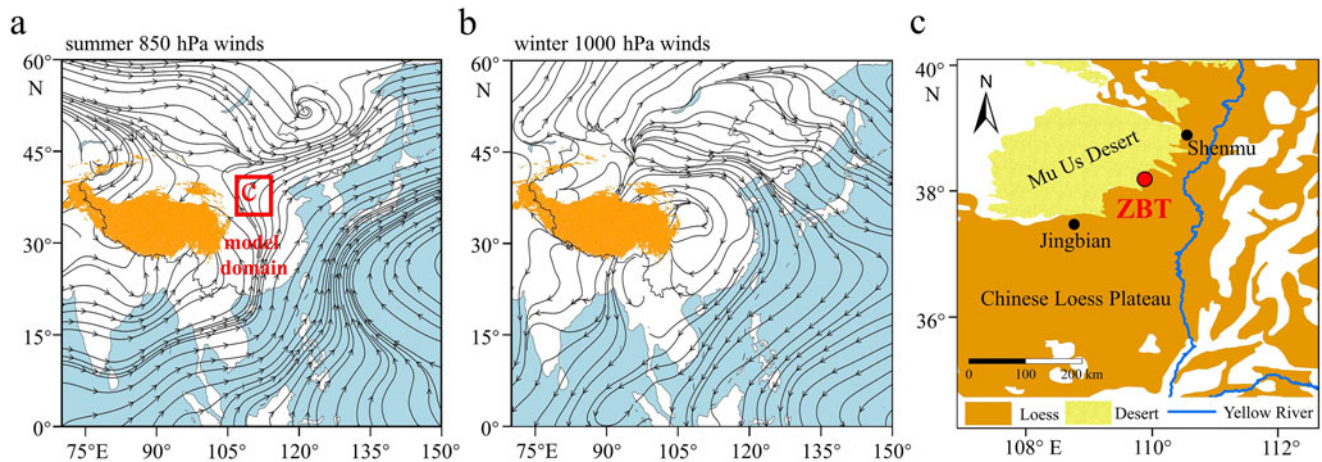 a
summer 850 hPa winds
60°
N
45°
30°
15°
0°
75°E
90°
105°
120°
135°
150°
C
model
domain
b
winter 1000 hPa winds
60°
N
45°
30°
15°
0°
75°E
90°
105°
120°
135°
150°
c
40°
N
38°
36°
N
Mu Us Desert
Shenmu
ZBT
Jingbian
Chinese Loess Plateau
0 100 200 km
Loess Desert Yellow River
108° E 110° 112°